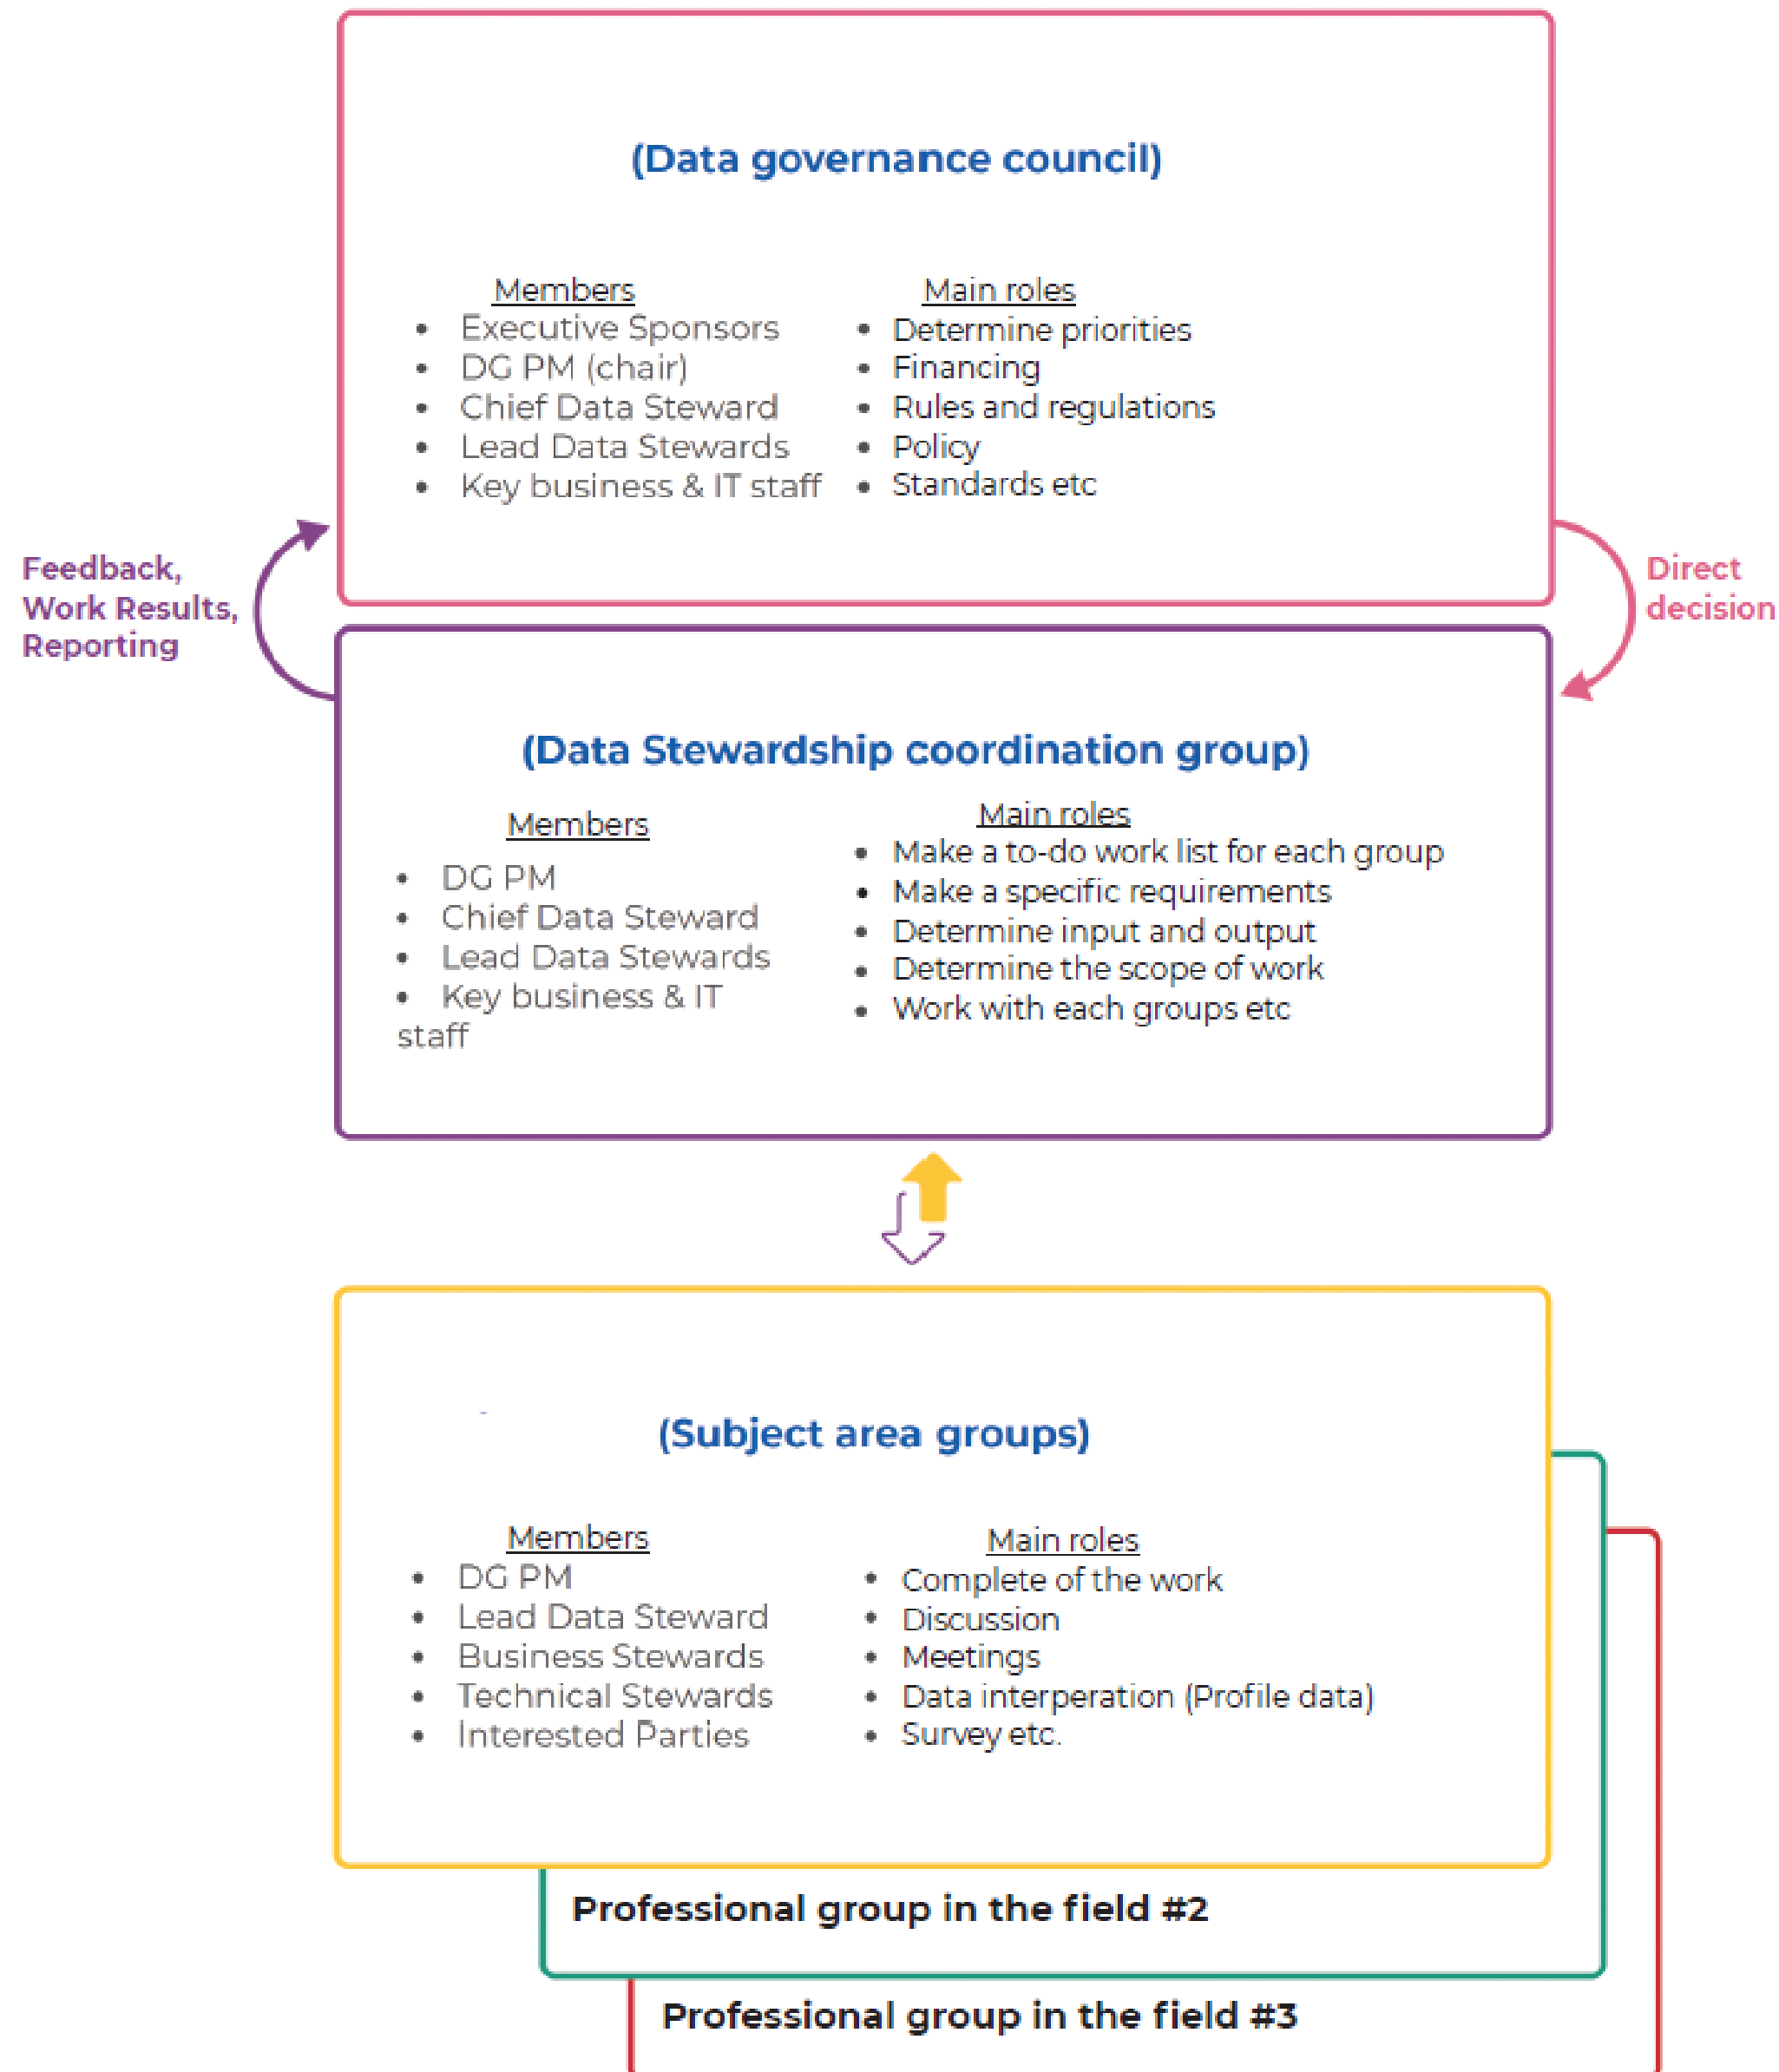 (Data governance council)
Members
• Executive Sponsors
• DG PM (chair)
• Chief Data Steward
• Lead Data Stewards
• Key business & IT staff
Main roles
• Determine priorities
• Financing
• Rules and regulations
• Policy
• Standards etc
Feedback,
Work Results,
Reporting
Direct
decision
(Data Stewardship coordination group)
Members
• DG PM
• Chief Data Steward
• Lead Data Stewards
• Key business & IT
staff
Main roles
• Make a to-do work list for each group
• Make a specific requirements
• Determine input and output
• Determine the scope of work
• Work with each groups etc
(Subject area groups)
Members
• DG PM
• Lead Data Steward
• Business Stewards
• Technical Stewards
• Interested Parties
Main roles
• Complete of the work
• Discussion
• Meetings
• Data interperation (Profile data)
• Survey etc.
Professional group in the field #2
Professional group in the field #3